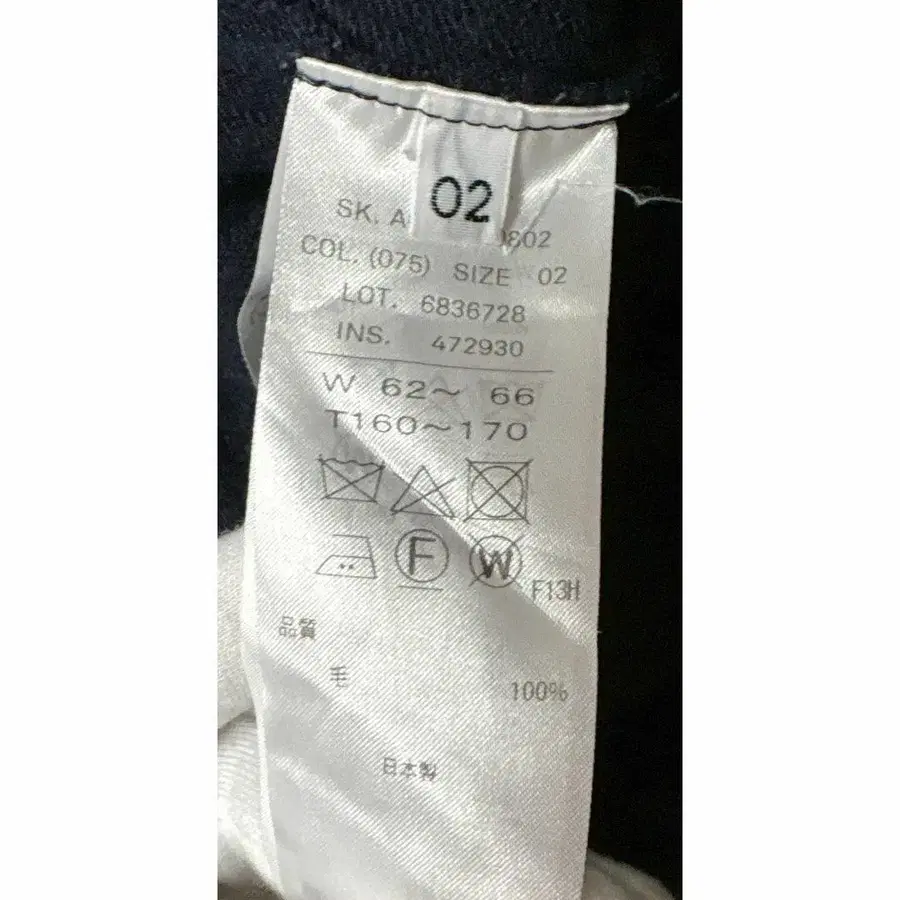 02
SK. A 802
COL. (075) SIZE 02
LOT. 6836728
INS. 472930
W 62～ 66
T160～170
F W
F13H
品質
毛 100%
日本製